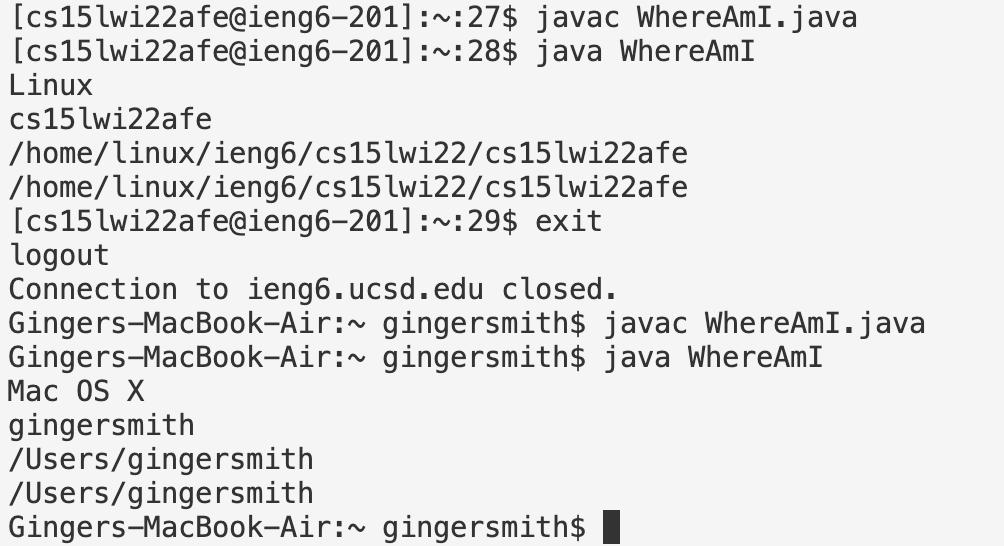 [cs15lwi22afe@ieng6-201]:~:27$ javac WhereAmI.java
[cs15lwi22afe@ieng6-201]:~:28$ java WhereAmI
Linux
cs15lwi22afe
/home/linux/ieng6/cs15lwi22/cs15lwi22afe
/home/linux/ieng6/cs15lwi22/cs15lwi22afe
[cs15lwi22afe@ieng6-201]:~:29$ exit
logout
Connection to ieng6.ucsd.edu closed.
Gingers-MacBook-Air:~ gingersmith$ javac WhereAmI.java
Gingers-MacBook-Air:~ gingersmith$ java WhereAmI
Mac OS X
gingersmith
/Users/gingersmith
/Users/gingersmith
Gingers-MacBook-Air:~ gingersmith$